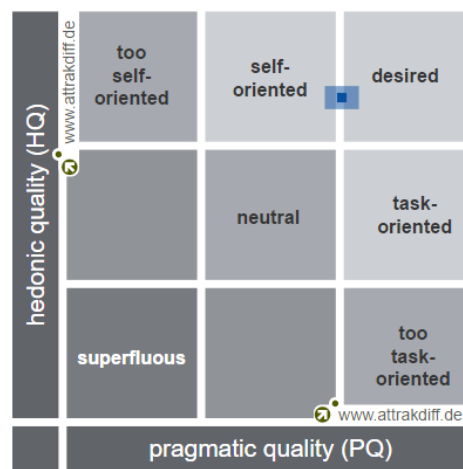 too
self-
oriented
self-
oriented
desired
www.attrakdiff.de
hedonic quality (HQ)
neutral
task-
oriented
superfluous
too
task-
oriented
www.attrakdiff.de
pragmatic quality (PQ)